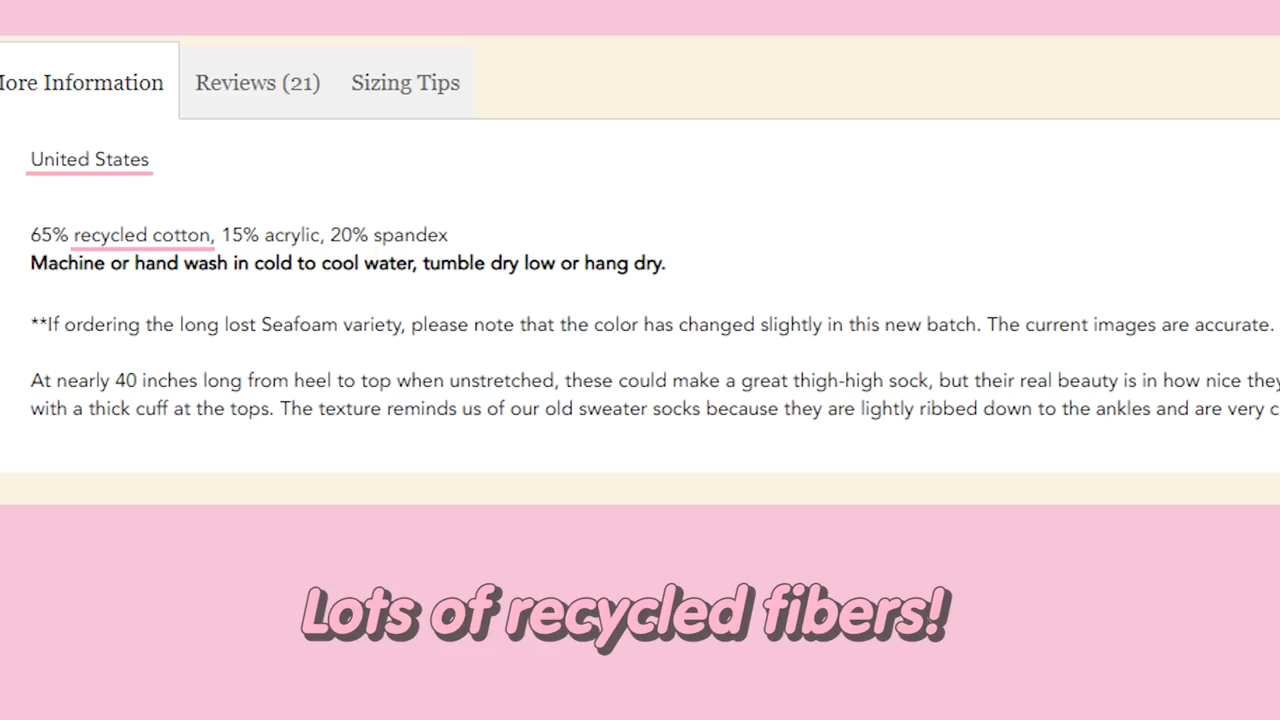 More Information
Reviews (21)
Sizing Tips
United States
65% recycled cotton, 15% acrylic, 20% spandex
Machine or hand wash in cold to cool water, tumble dry low or hang dry.
**If ordering the long lost Seafoam variety, please note that the color has changed slightly in this new batch. The current images are accurate.
At nearly 40 inches long from heel to top when unstretched, these could make a great thigh-high sock, but their real beauty is in how nice they
with a thick cuff at the tops. The texture reminds us of our old sweater socks because they are lightly ribbed down to the ankles and are very
Lots of recycled fibers!